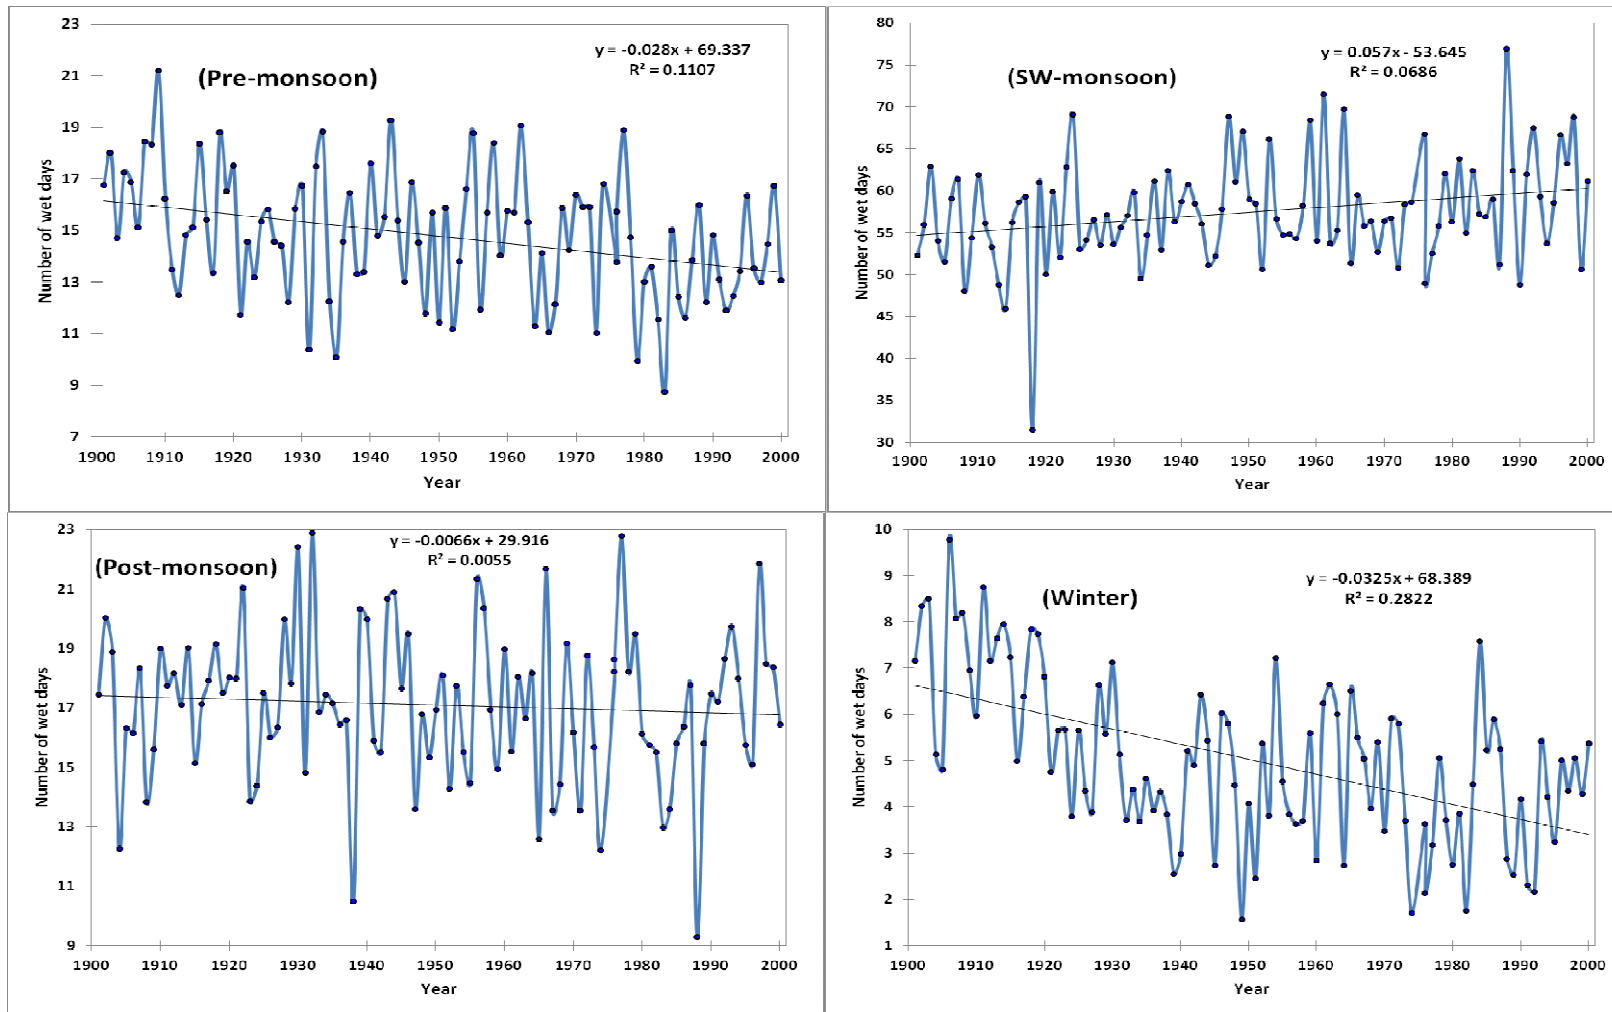 23
21
19
17
15
13
11
9
7
Number of wet days
(Pre-monsoon)
y = -0.028x + 69.337
R² = 0.1107
1900 1910 1920 1930 1940 1950 1960 1970 1980 1990 2000
Year
80
75
70
65
60
55
50
45
40
35
30
Number of wet days
(SW-monsoon)
y = 0.057x - 53.645
R² = 0.0686
1900 1910 1920 1930 1940 1950 1960 1970 1980 1990 2000
Year
23
21
19
17
15
13
11
9
Number of wet days
(Post-monsoon)
y = -0.0066x + 29.916
R² = 0.0055
1900 1910 1920 1930 1940 1950 1960 1970 1980 1990 2000
Year
10
9
8
7
6
5
4
3
2
1
Number of wet days
(Winter)
y = -0.0325x + 68.389
R² = 0.2822
1900 1910 1920 1930 1940 1950 1960 1970 1980 1990 2000
Year